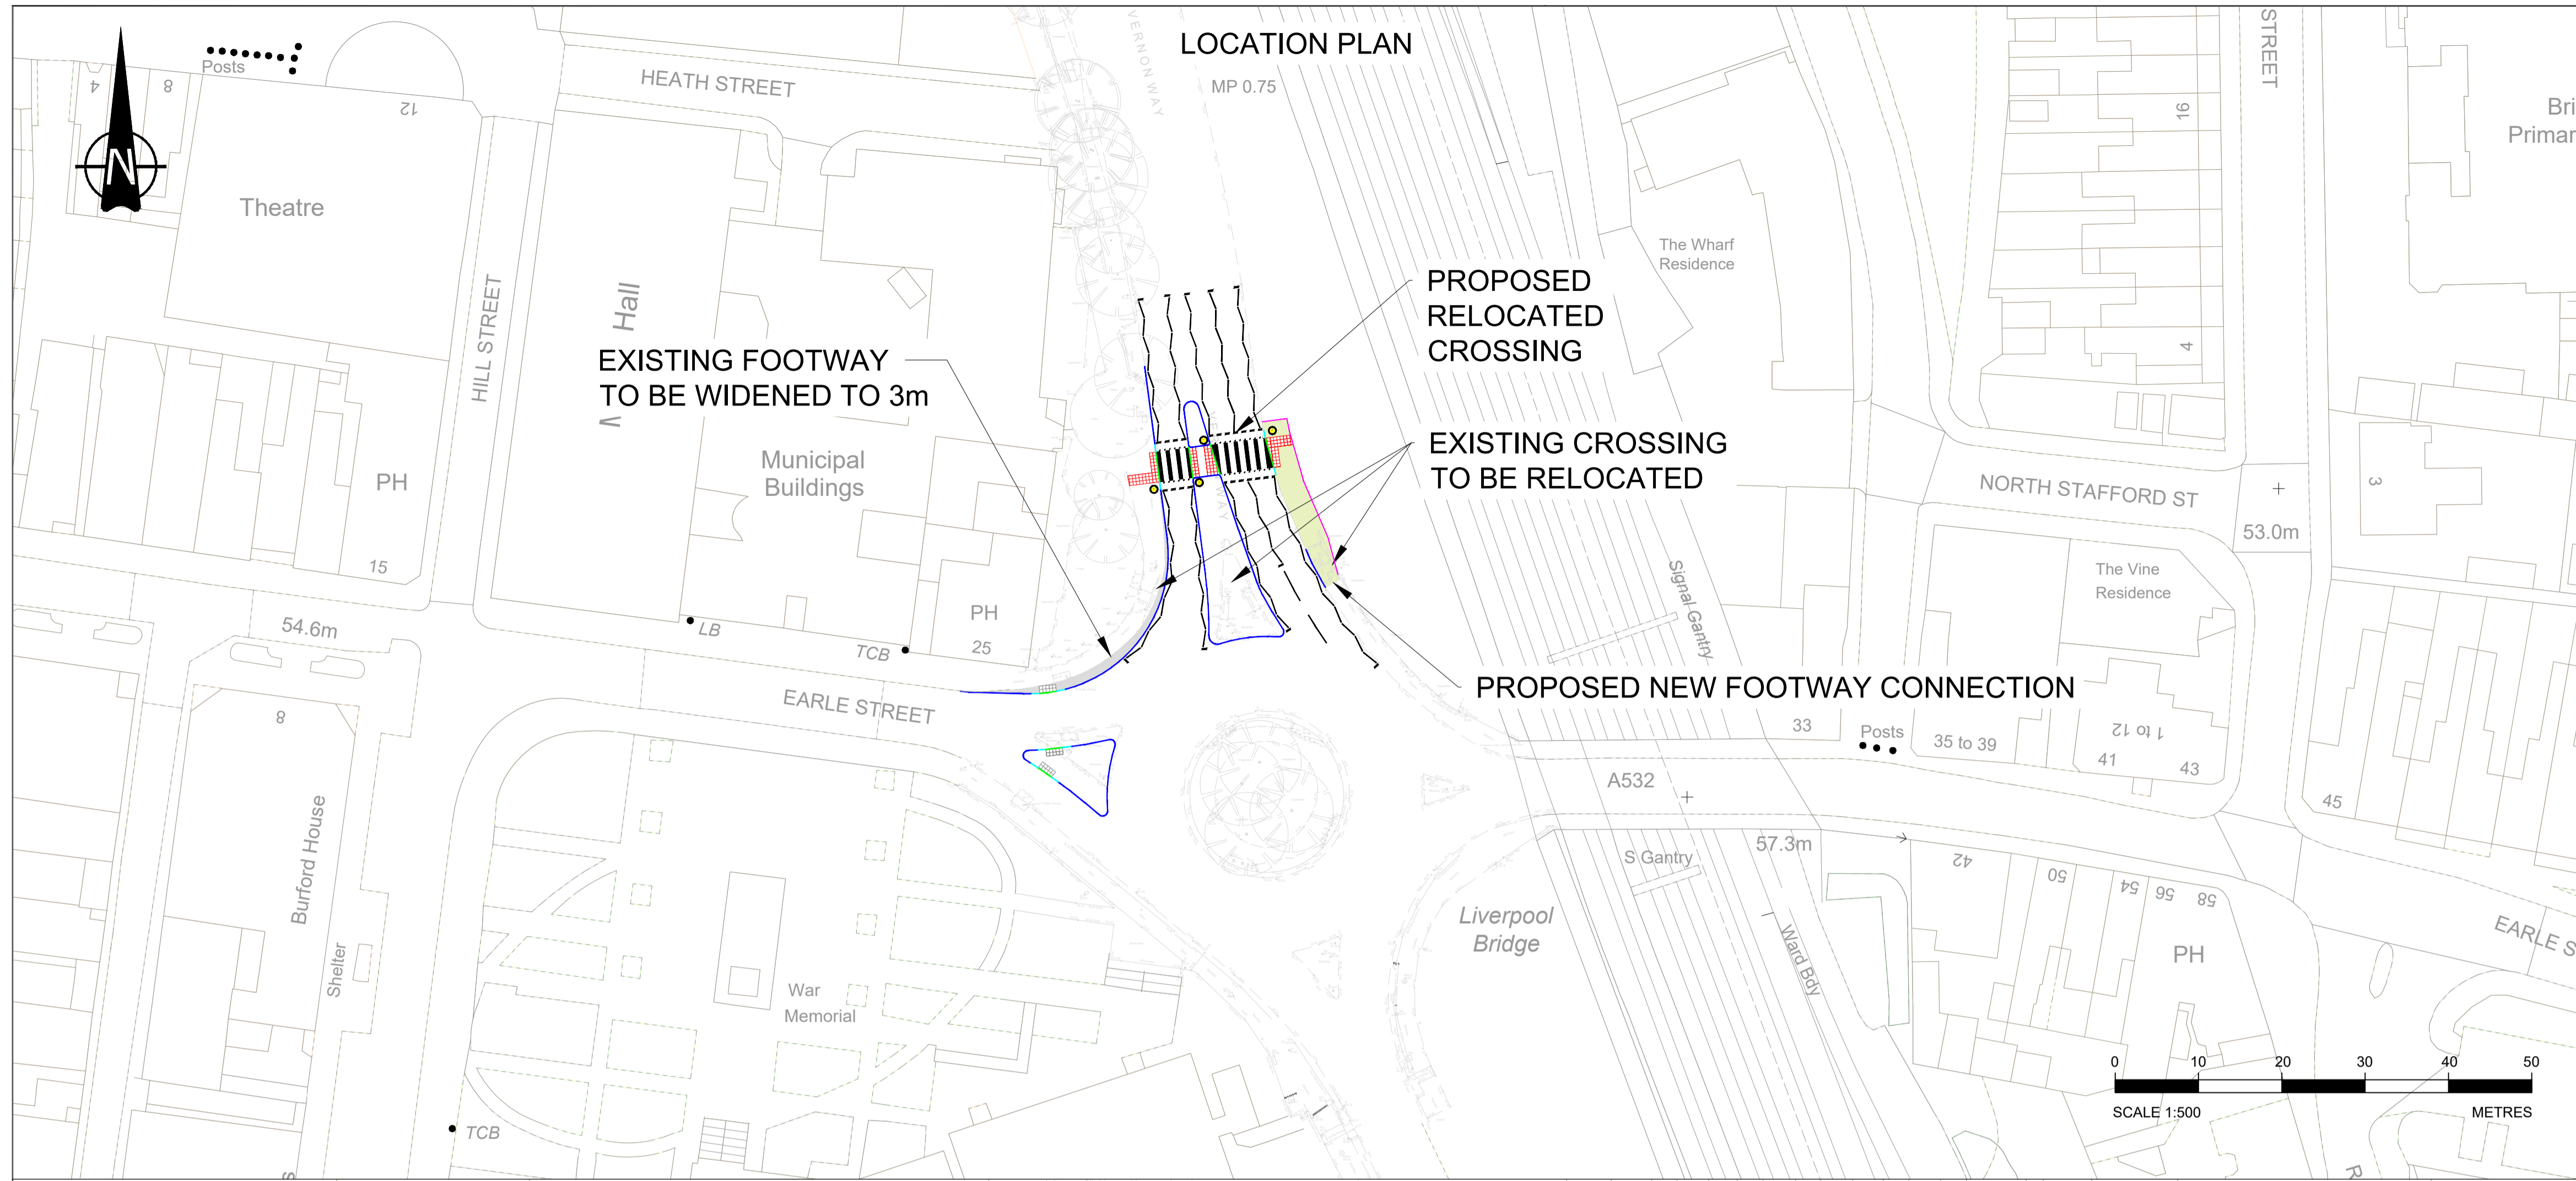 LOCATION PLAN
MP 0.75
VERNON WAY
HEATH STREET
Posts
4
8
12
N
Theatre
HILL STREET
Hall
M
PH
15
54.6m
EXISTING FOOTWAY
TO BE WIDENED TO 3m
Municipal
Buildings
PH
25
LB
TCB
EARLE STREET
PROPOSED
RELOCATED
CROSSING
EXISTING CROSSING
TO BE RELOCATED
WAY
PROPOSED NEW FOOTWAY CONNECTION
The Wharf
Residence
STREET
16
4
Bri
Primar
3
NORTH STAFFORD ST
53.0m
The Vine
Residence
Signal Gantry
33
Posts
35 to 39
1 to 12
41
43
45
A532
57.3m
S Gantry
Liverpool
Bridge
Ward Bdy
42
50
54
56
58
PH
EARLE S
8
Burford House
Shelter
War
Memorial
TCB
S
R
0 10 20 30 40 50
SCALE 1:500
METRES